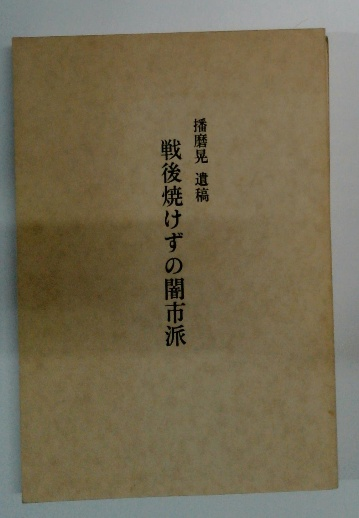 播磨晃 遺稿
戦後焼けずの闇市派